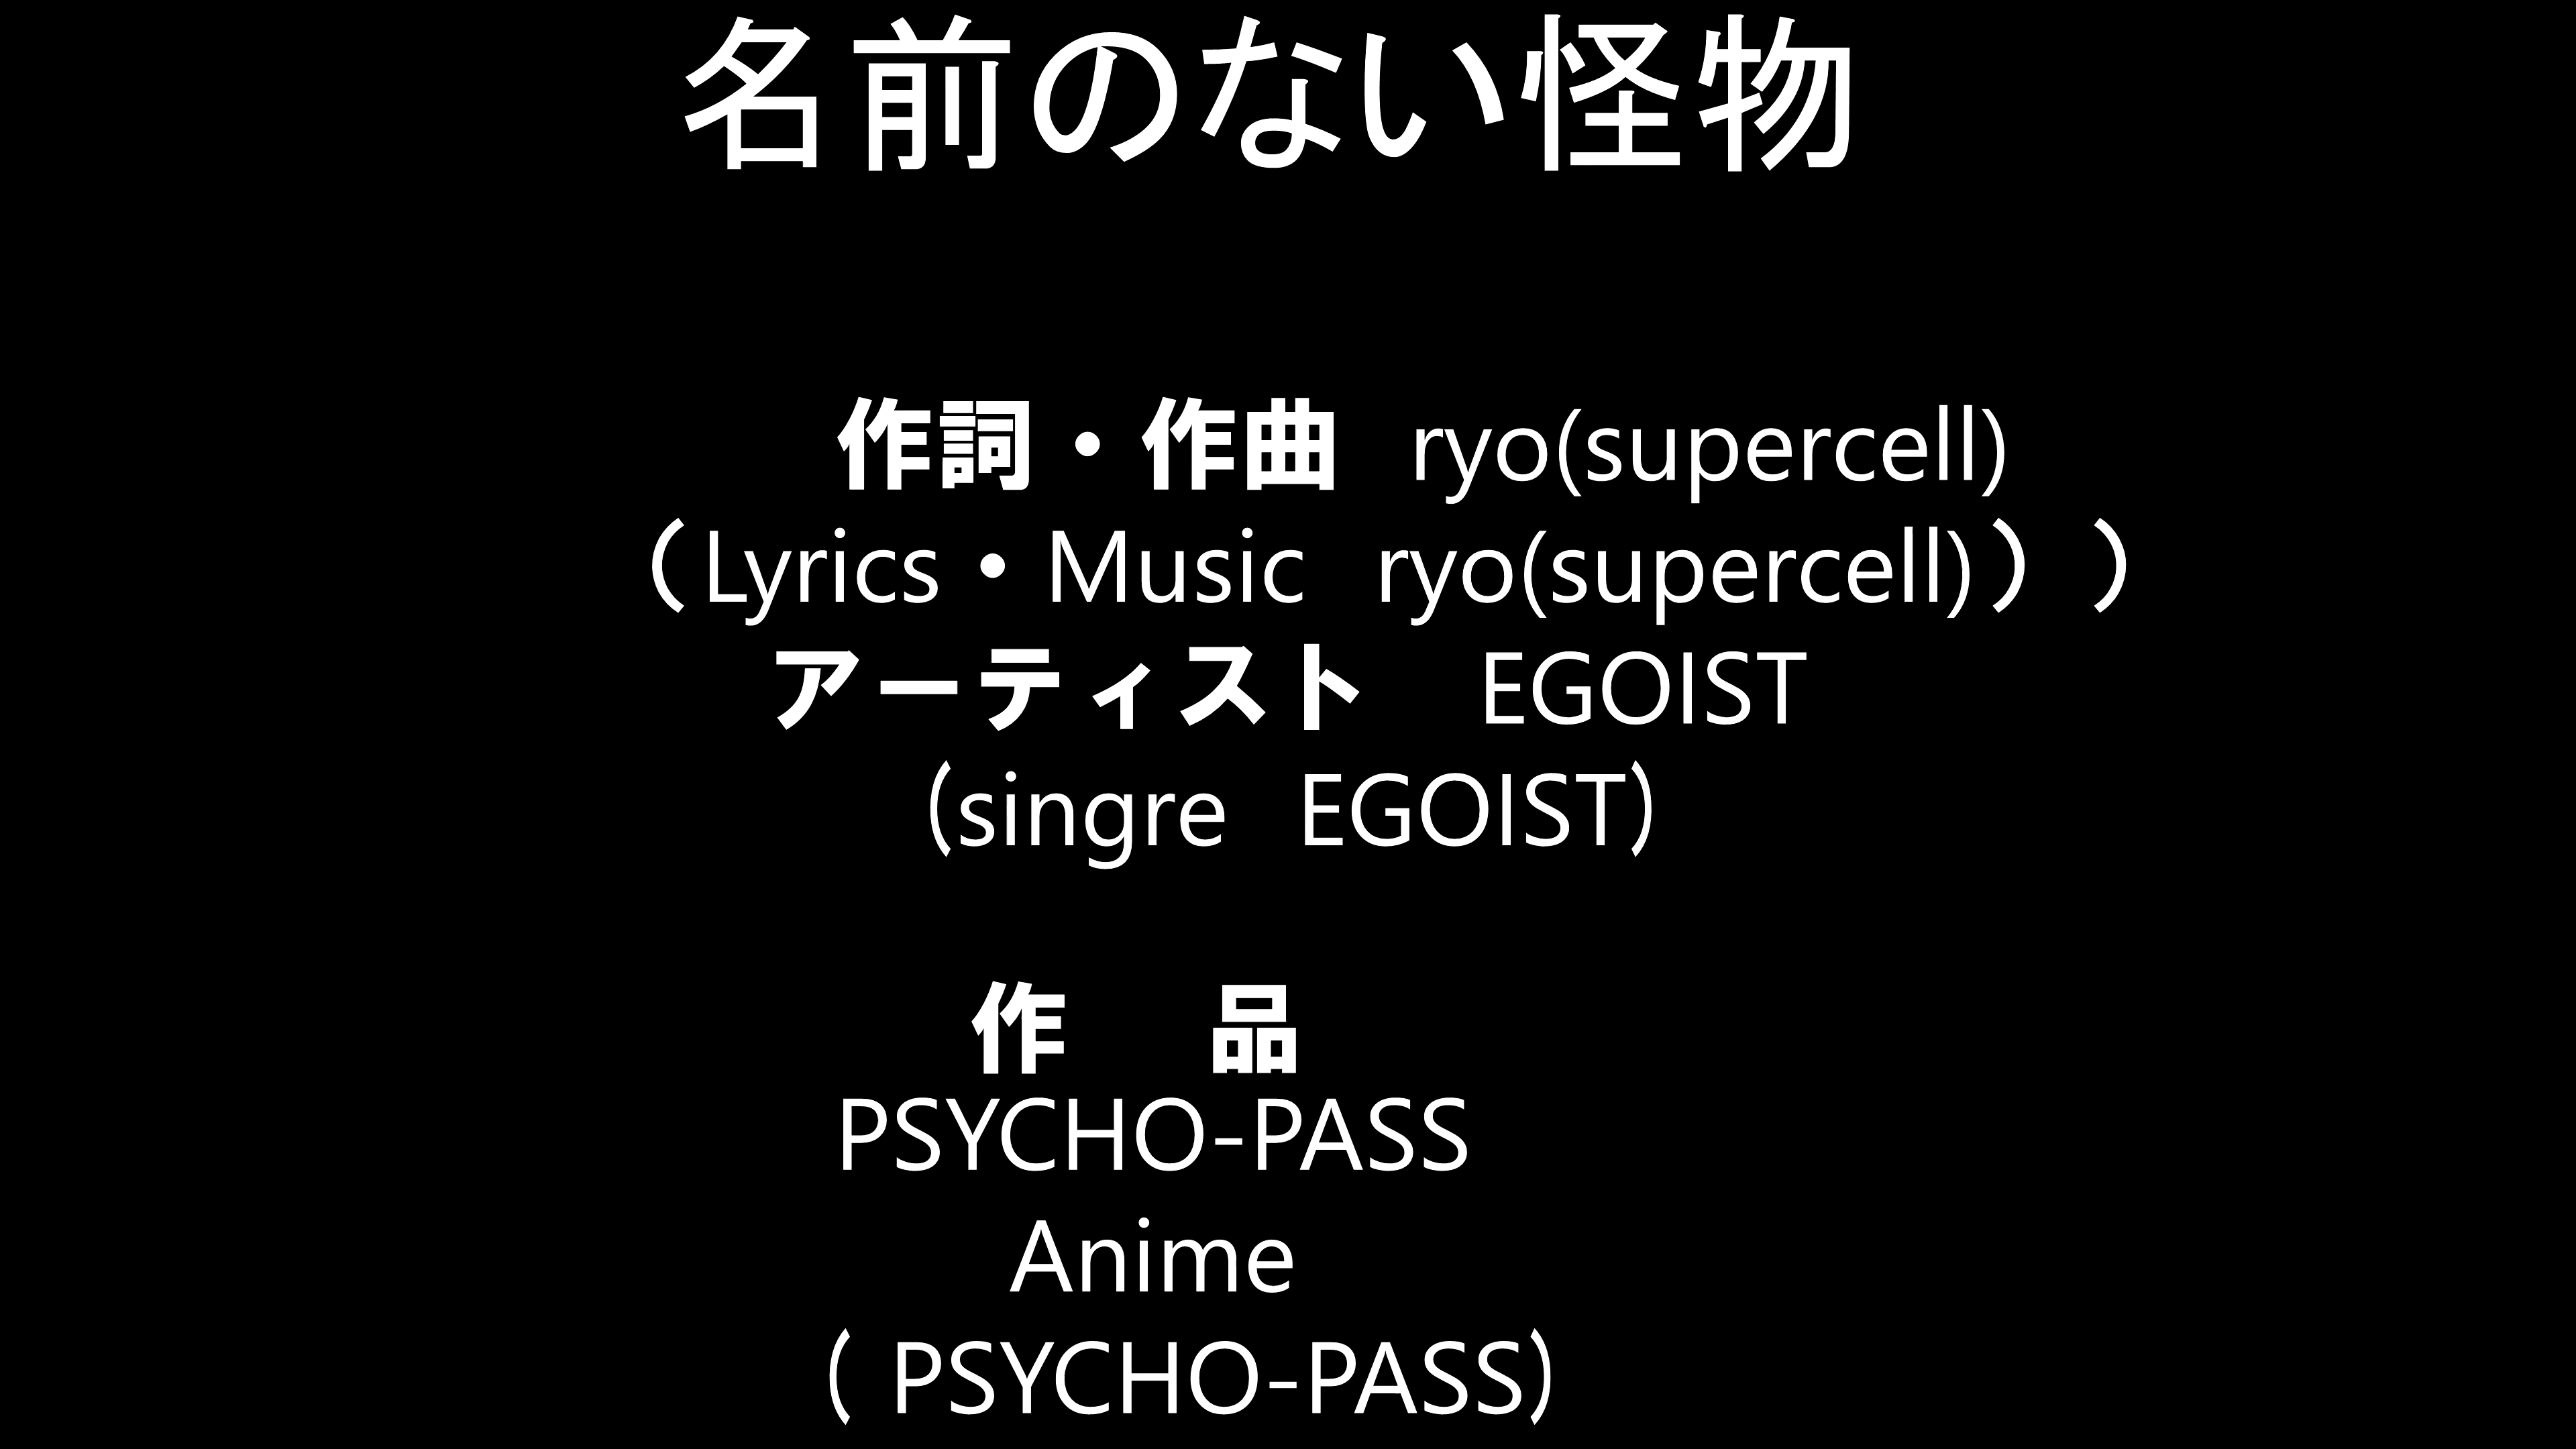 名前のない怪物
作詞・作曲　ryo(supercell)
（Lyrics・Music　ryo(supercell)））
アーティスト　EGOIST
(singre　EGOIST)
作　品
PSYCHO-PASS
Anime
( PSYCHO-PASS)